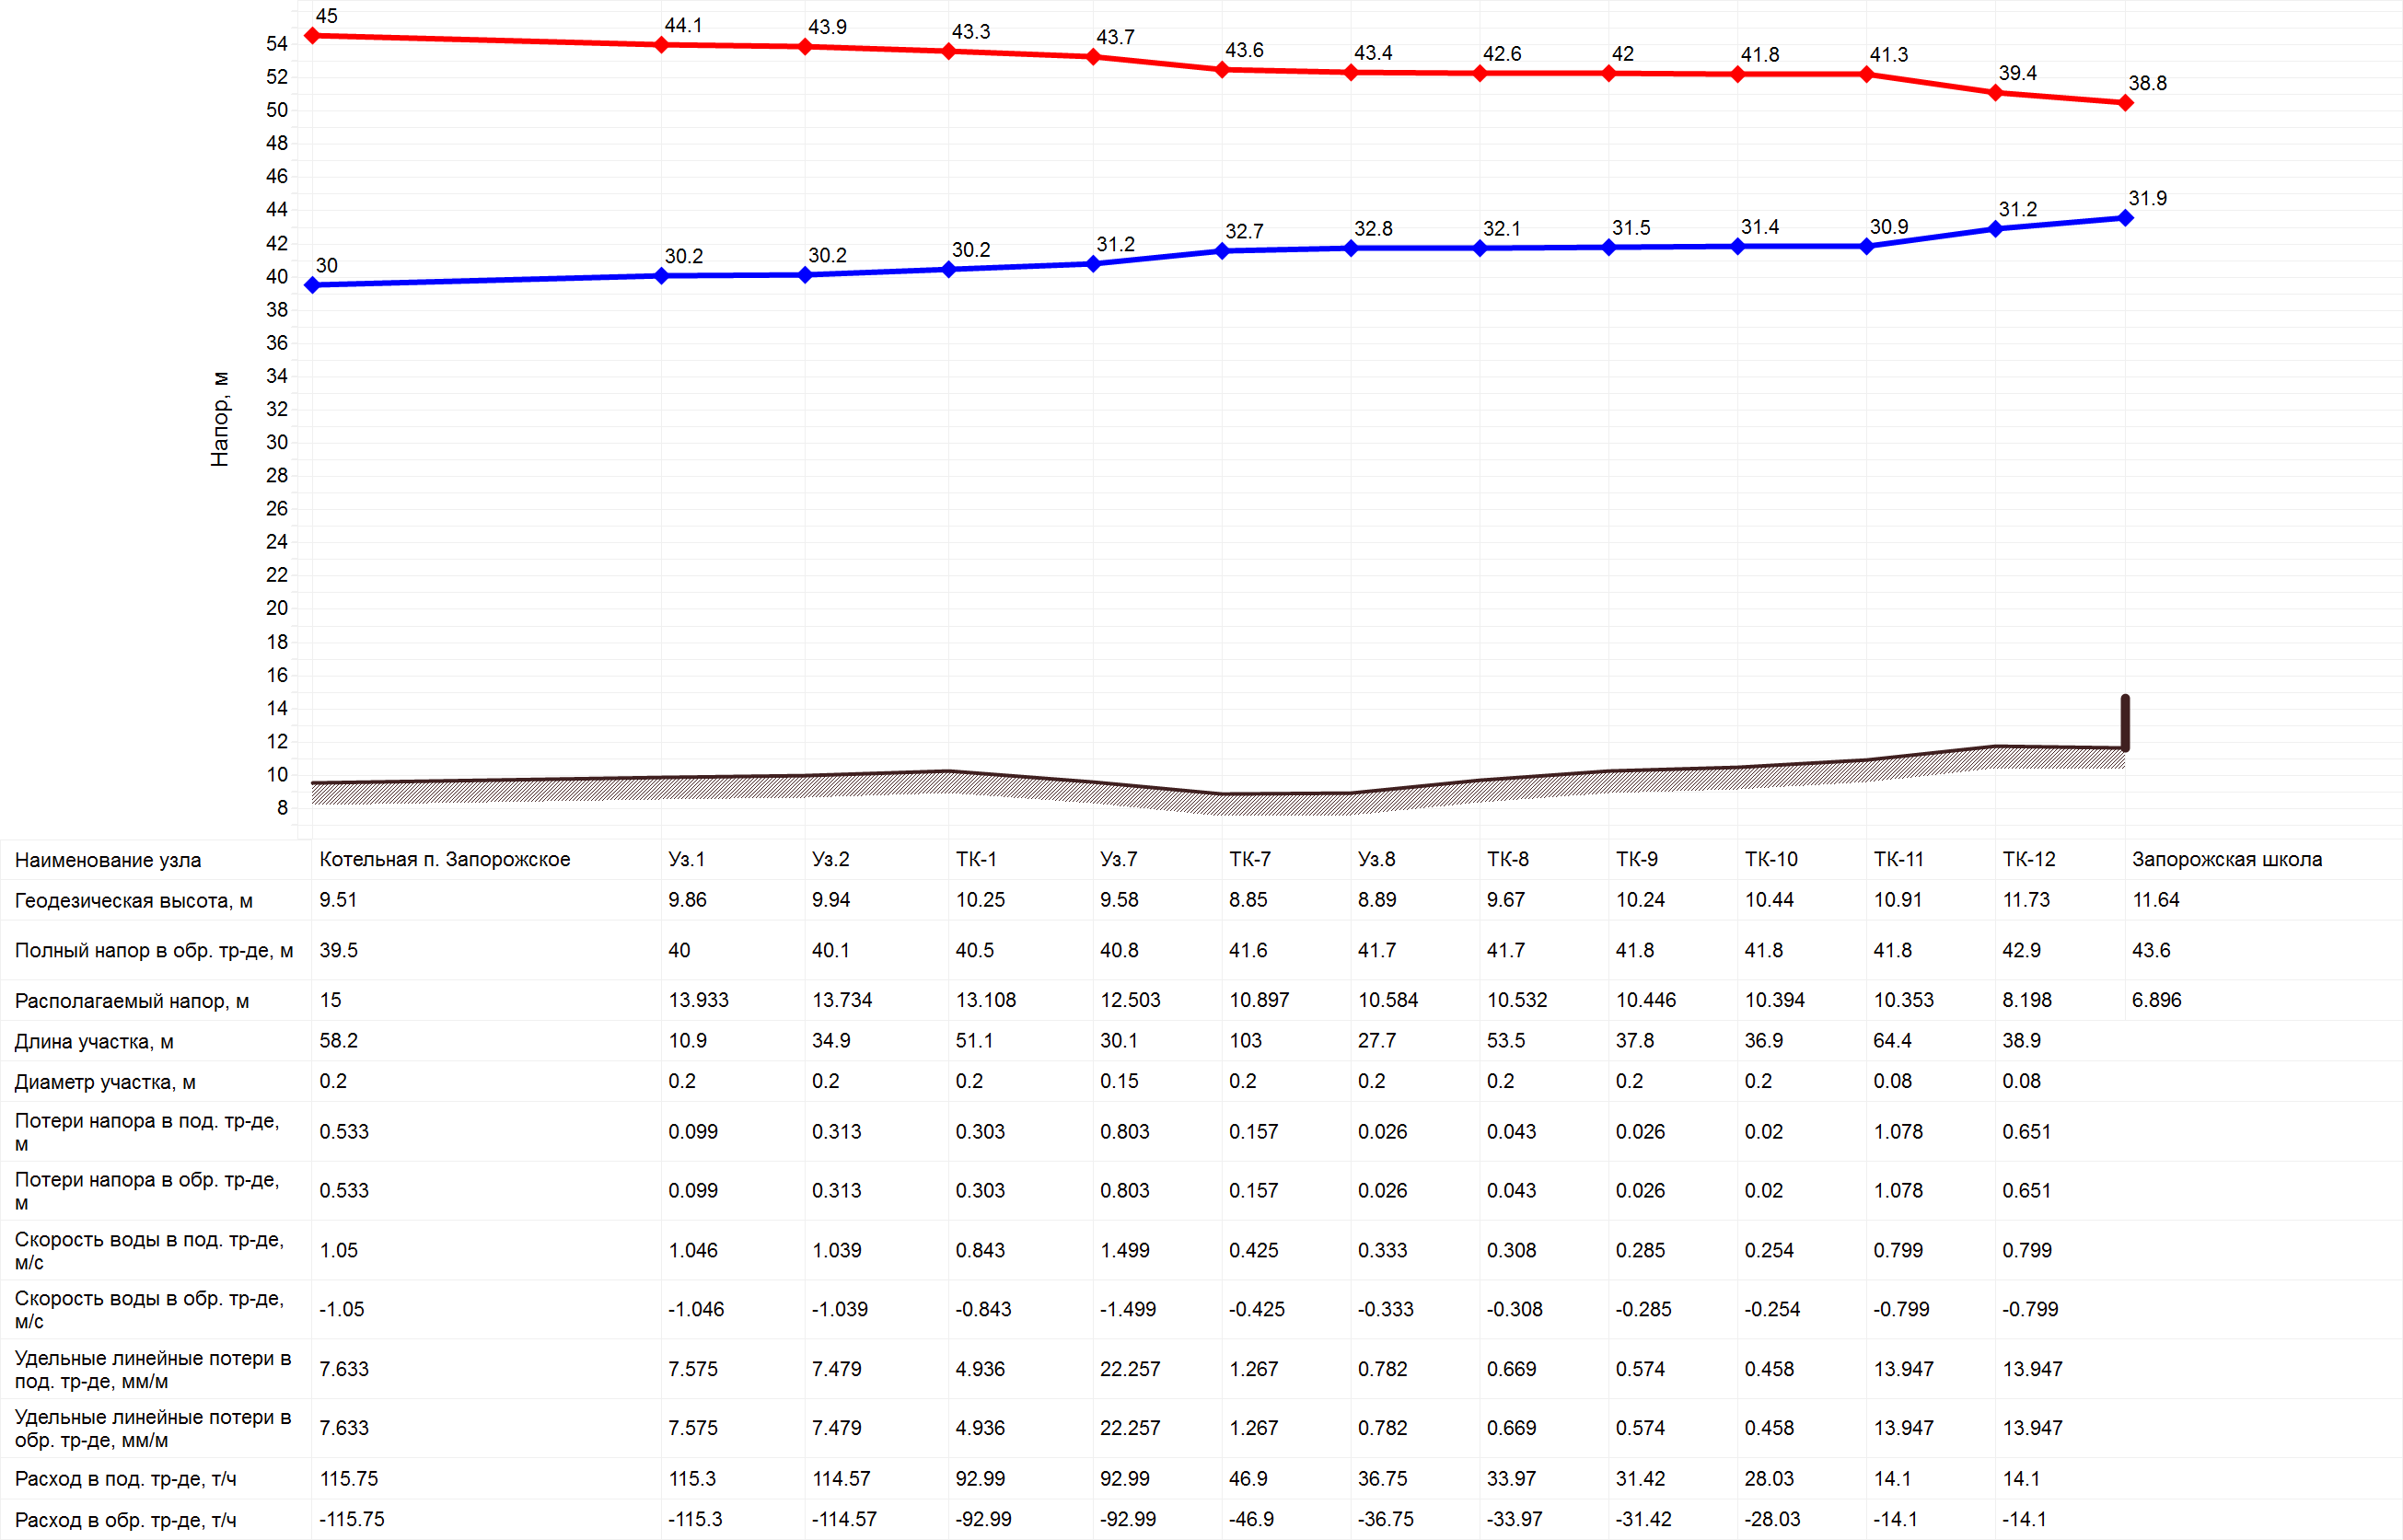 45
44.1
43.9
43.3
43.7
43.6
43.4
42.6
42
41.8
41.3
39.4
38.8
30
30.2
30.2
30.2
31.2
32.7
32.8
32.1
31.5
31.4
30.9
31.2
31.9
Напор, м
54
52
50
48
46
44
42
40
38
36
34
32
30
28
26
24
22
20
18
16
14
12
10
8
Наименование узла Котельная п. Запорожское Уз.1 Уз.2 ТК-1 Уз.7 ТК-7 Уз.8 ТК-8 ТК-9 ТК-10 ТК-11 ТК-12 Запорожская школа
Геодезическая высота, м 9.51 9.86 9.94 10.25 9.58 8.85 8.89 9.67 10.24 10.44 10.91 11.73 11.64
Полный напор в обр. тр-де, м 39.5 40 40.1 40.5 40.8 41.6 41.7 41.7 41.8 41.8 41.8 42.9 43.6
Располагаемый напор, м 15 13.933 13.734 13.108 12.503 10.897 10.584 10.532 10.446 10.394 10.353 8.198 6.896
Длина участка, м 58.2 10.9 34.9 51.1 30.1 103 27.7 53.5 37.8 36.9 64.4 38.9
Диаметр участка, м 0.2 0.2 0.2 0.2 0.15 0.2 0.2 0.2 0.2 0.2 0.08 0.08
Потери напора в под. тр-де,
м 0.533 0.099 0.313 0.303 0.803 0.157 0.026 0.043 0.026 0.02 1.078 0.651
Потери напора в обр. тр-де,
м 0.533 0.099 0.313 0.303 0.803 0.157 0.026 0.043 0.026 0.02 1.078 0.651
Скорость воды в под. тр-де,
м/с 1.05 1.046 1.039 0.843 1.499 0.425 0.333 0.308 0.285 0.254 0.799 0.799
Скорость воды в обр. тр-де,
м/с -1.05 -1.046 -1.039 -0.843 -1.499 -0.425 -0.333 -0.308 -0.285 -0.254 -0.799 -0.799
Удельные линейные потери в
под. тр-де, мм/м 7.633 7.575 7.479 4.936 22.257 1.267 0.782 0.669 0.574 0.458 13.947 13.947
Удельные линейные потери в
обр. тр-де, мм/м 7.633 7.575 7.479 4.936 22.257 1.267 0.782 0.669 0.574 0.458 13.947 13.947
Расход в под. тр-де, т/ч 115.75 115.3 114.57 92.99 92.99 46.9 36.75 33.97 31.42 28.03 14.1 14.1
Расход в обр. тр-де, т/ч -115.75 -115.3 -114.57 -92.99 -92.99 -46.9 -36.75 -33.97 -31.42 -28.03 -14.1 -14.1